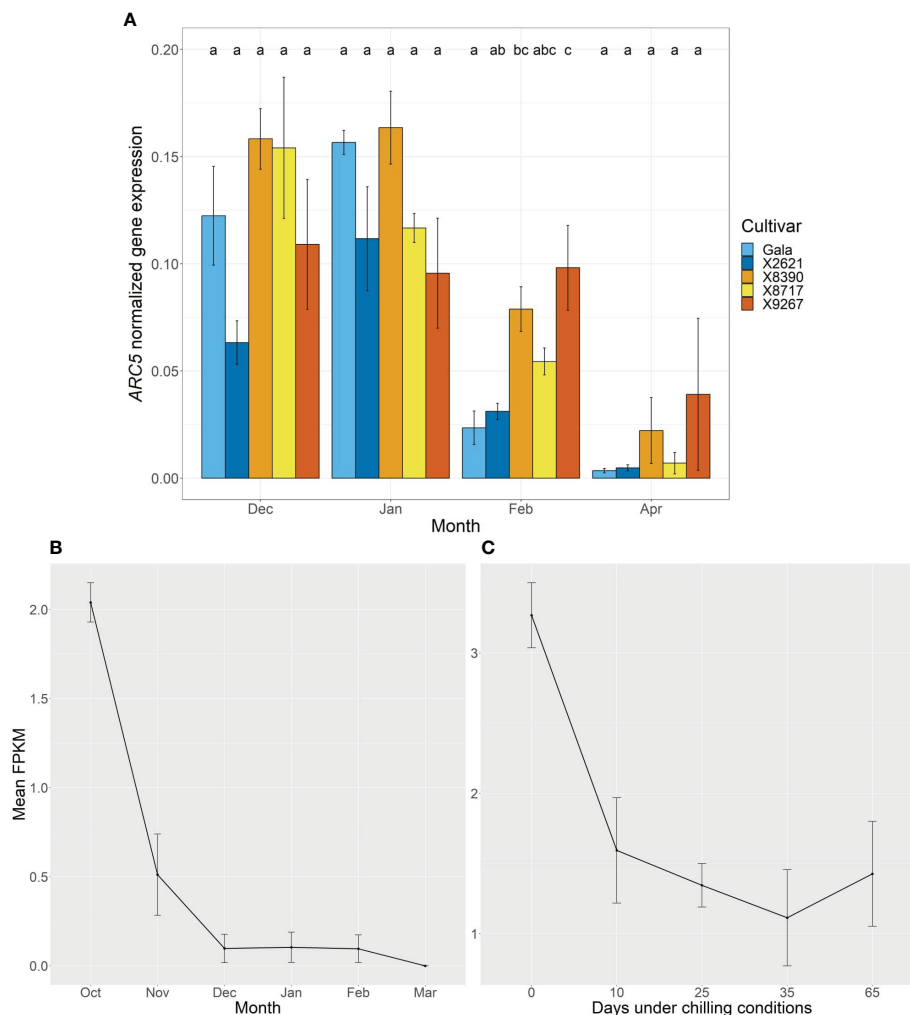 A
0.20
0.15
0.10
0.05
0.00
ARC5 normalized gene expression
a a a a a a a a a a a ab bc abc c a a a a a
Dec Jan Feb Apr
Month
Cultivar
Gala
X2621
X8390
X8717
X9267
B
2.0
1.5
1.0
0.5
0.0
Mean FPKM
Oct Nov Dec Jan Feb Mar
Month
C
3
2
1
0 10 25 35 65
Days under chilling conditions